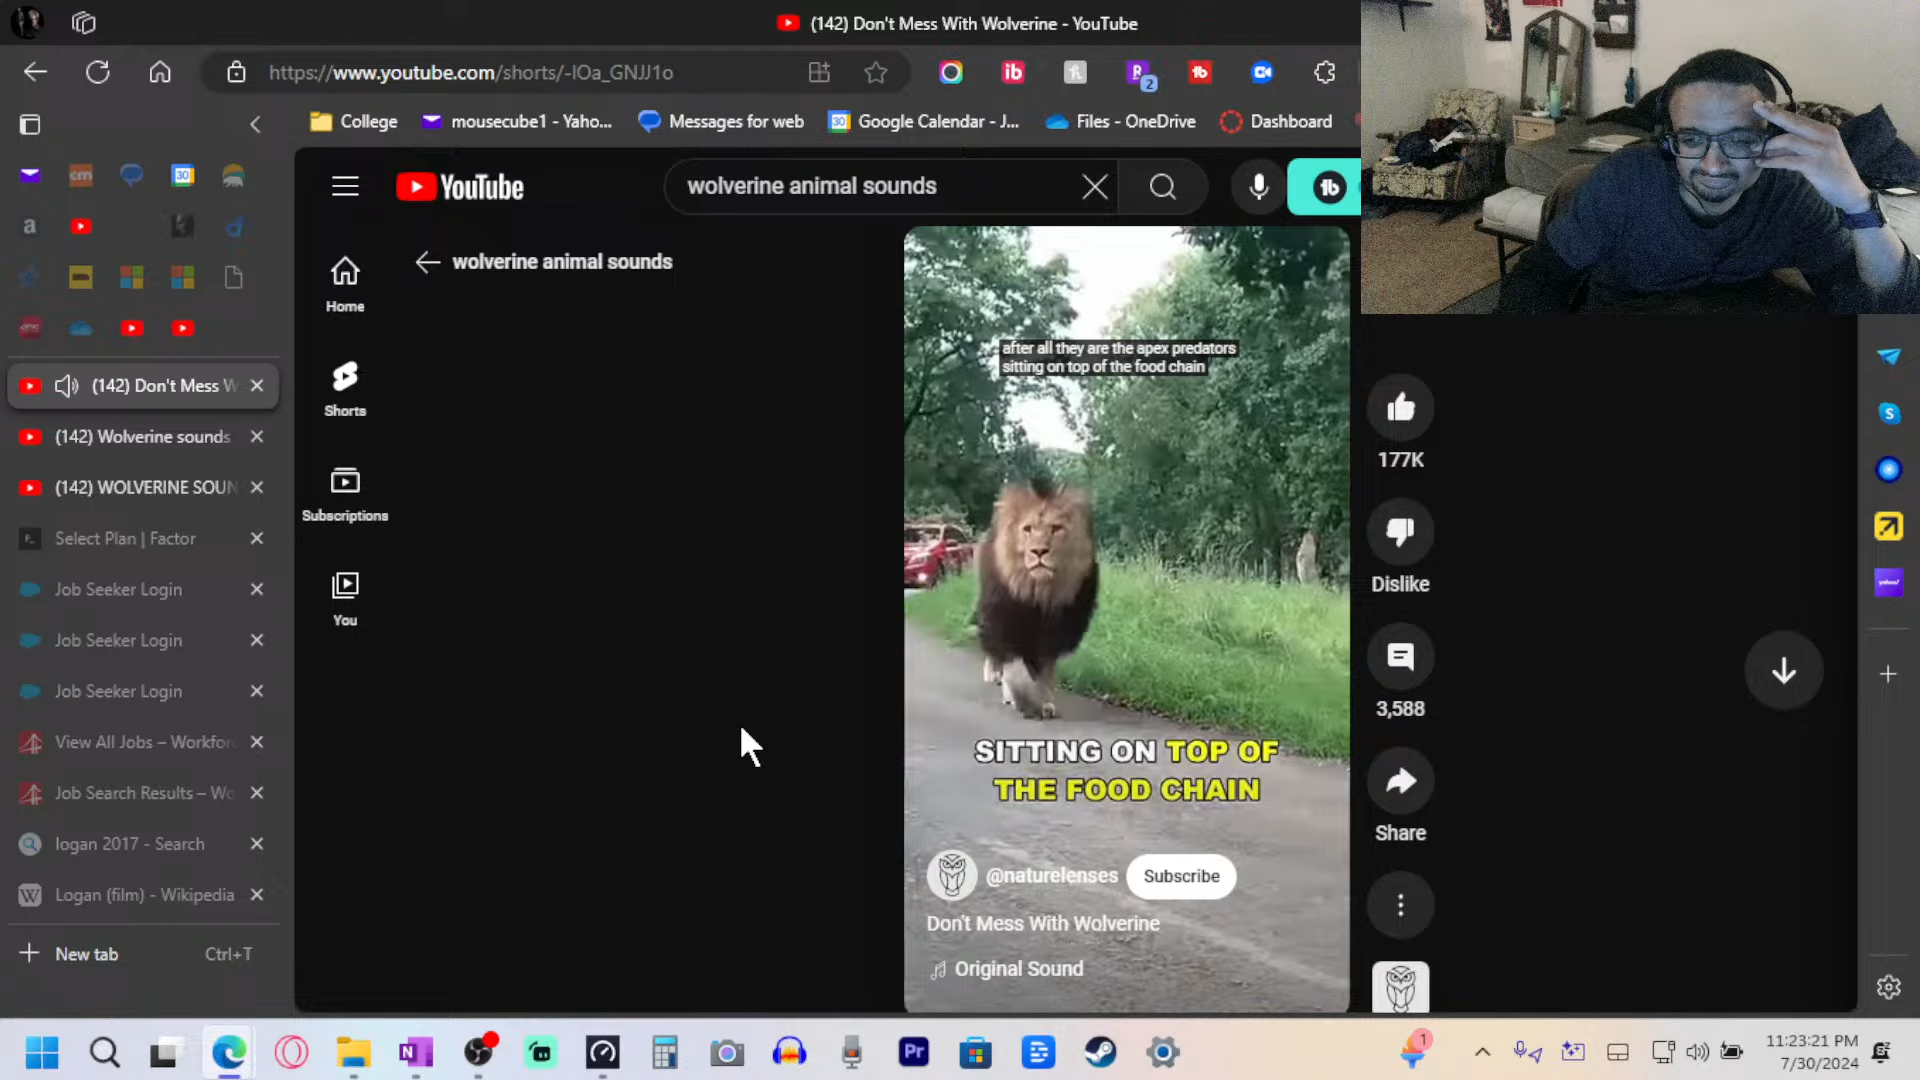 (142) Don't Mess With Wolverine - YouTube
https://www.youtube.com/shorts/-IOa_GNJJ1o
2
College
mousecube1 - Yaho...
Messages for web
Google Calendar - J...
Files - OneDrive
Dashboard
YouTube
wolverine animal sounds
wolverine animal sounds
Home
Shorts
Subscriptions
You
(142) Don't Mess W
(142) Wolverine sounds
(142) WOLVERINE SOUN
Select Plan | Factor
Job Seeker Login
Job Seeker Login
Job Seeker Login
View All Jobs – Workfor
Job Search Results – Wo
logan 2017 - Search
Logan (film) - Wikipedia
New tab
Ctrl+T
after all they are the apex predators
sitting on top of the food chain
SITTING ON TOP OF
THE FOOD CHAIN
@naturelenses
Subscribe
Don't Mess With Wolverine
Original Sound
177K
Dislike
3,588
Share
1
11:23:21 PM
7/30/2024